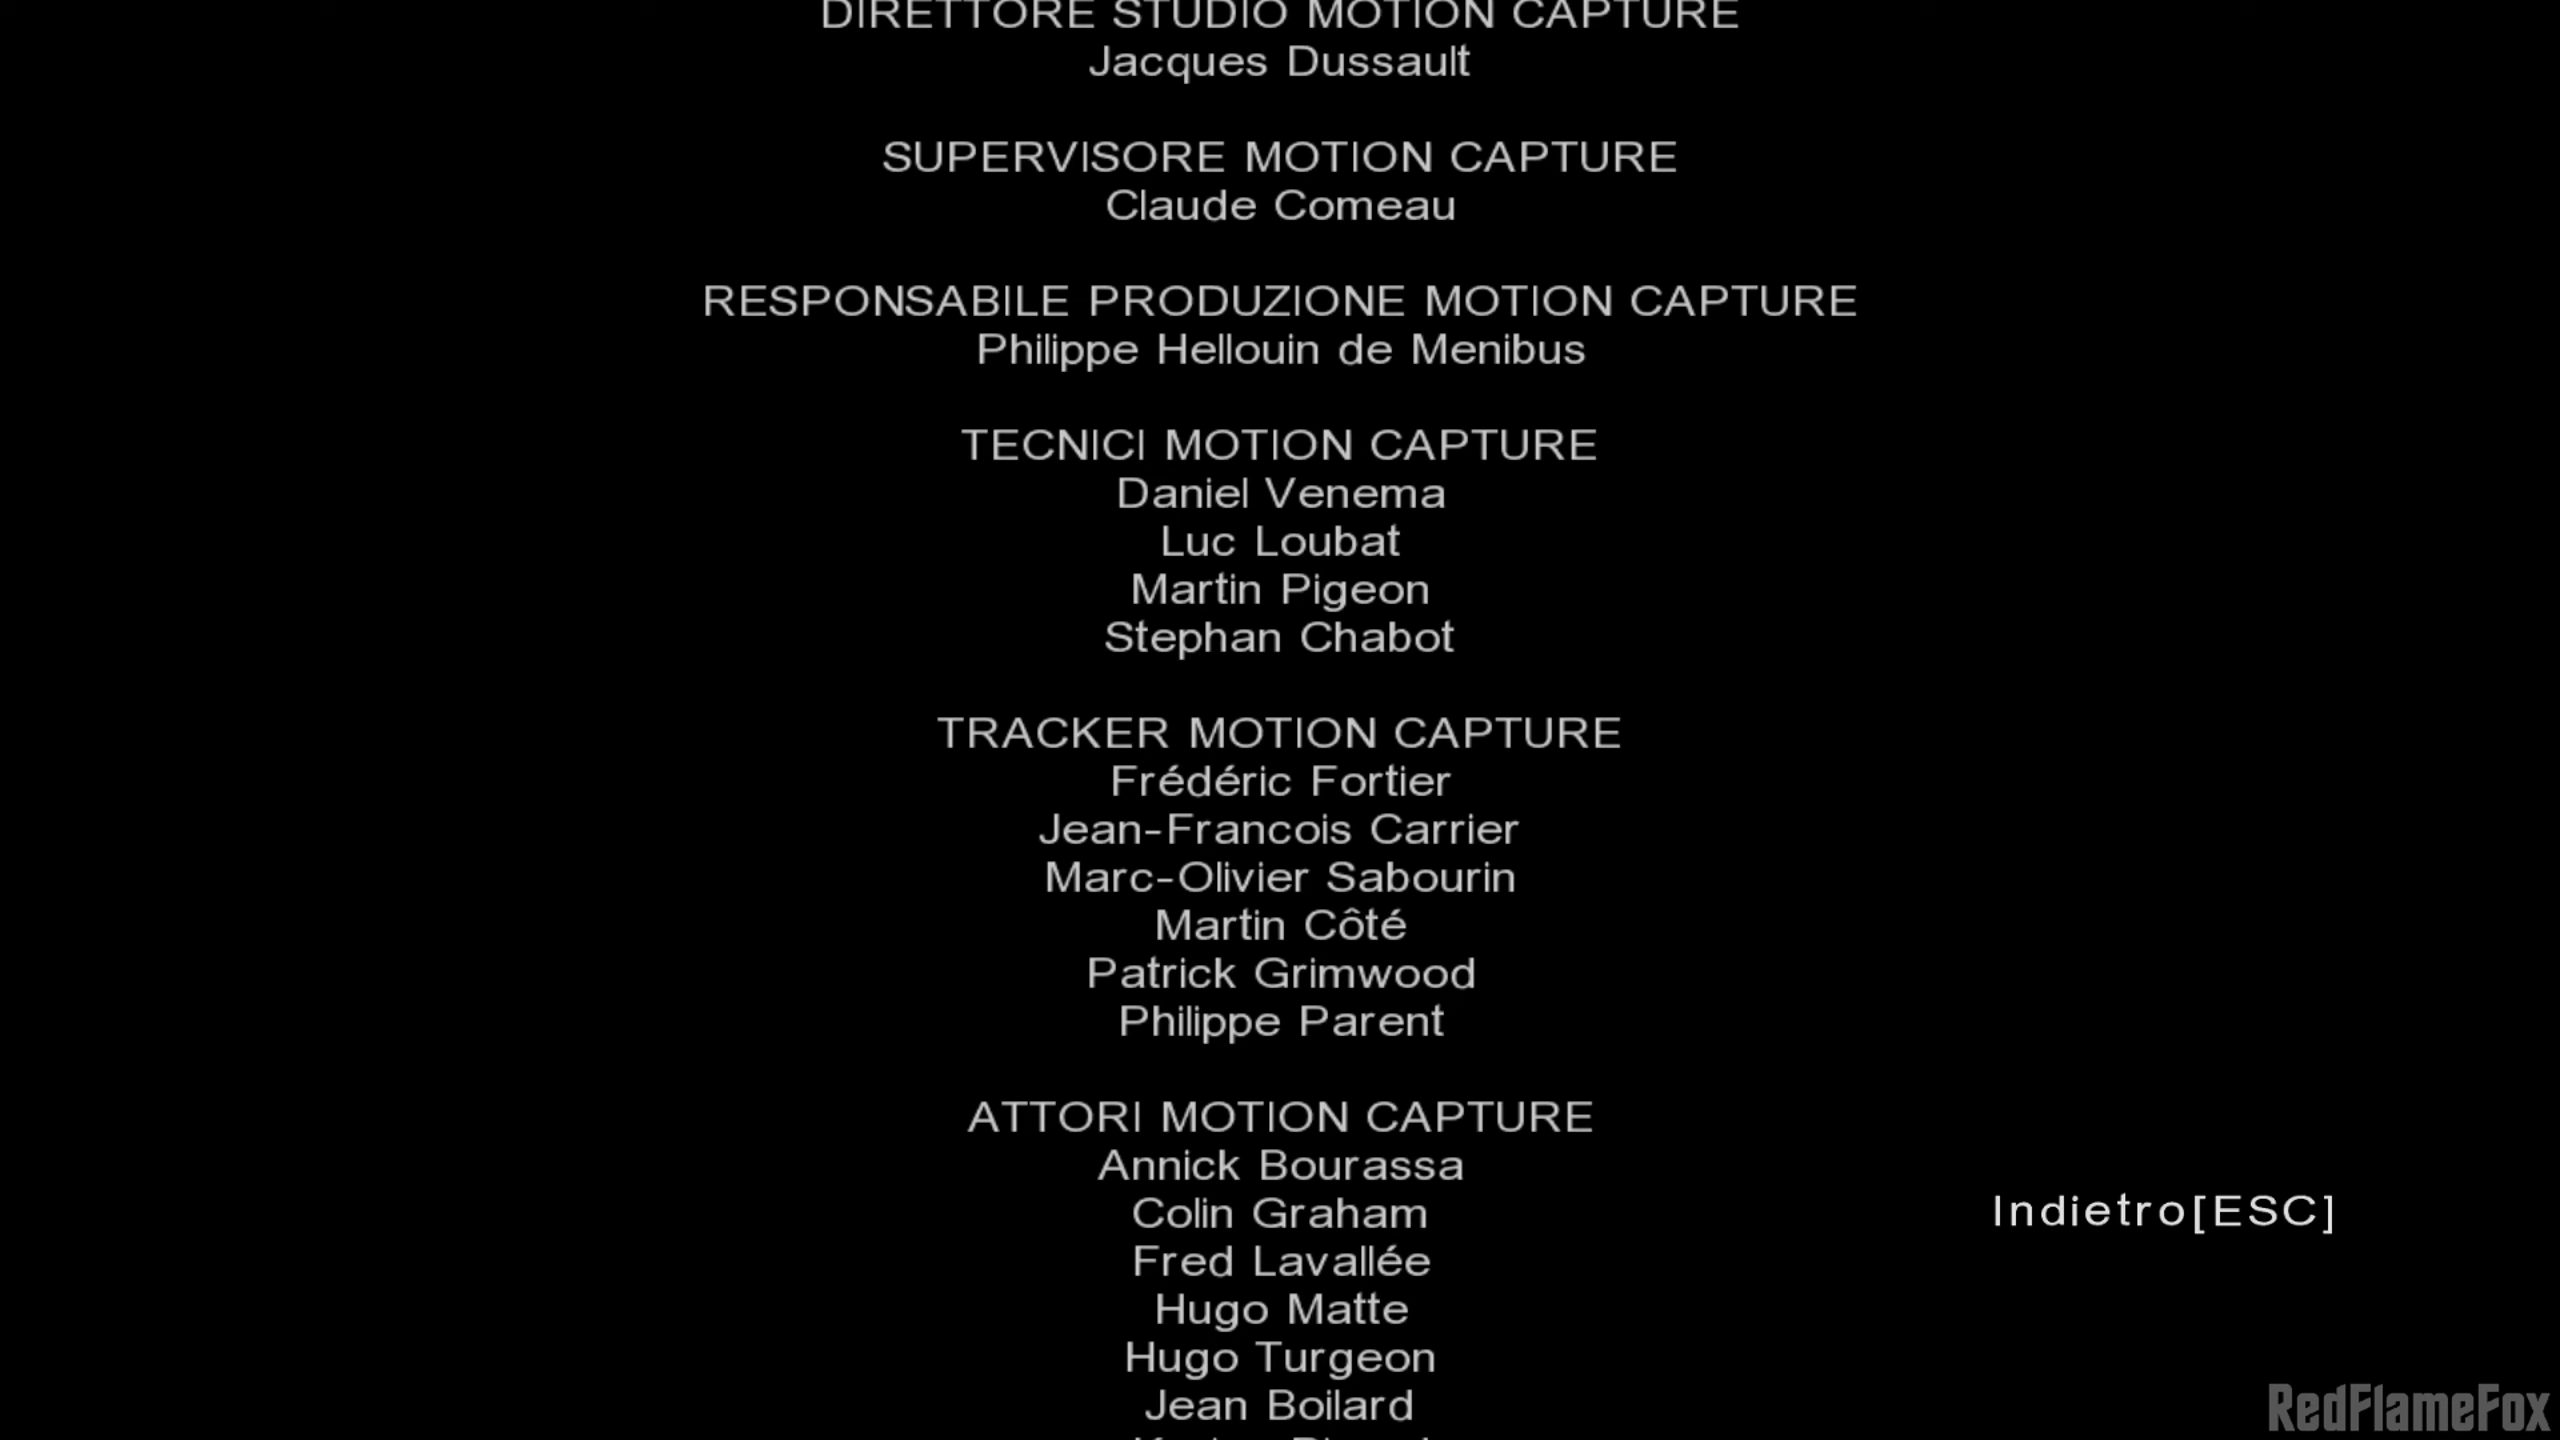 DIRETTORE STUDIO MOTION CAPTURE
Jacques Dussault
SUPERVISORE MOTION CAPTURE
Claude Comeau
RESPONSABILE PRODUZIONE MOTION CAPTURE
Philippe Hellouin de Menibus
TECNICI MOTION CAPTURE
Daniel Venema
Luc Loubat
Martin Pigeon
Stephan Chabot
TRACKER MOTION CAPTURE
Frédéric Fortier
Jean-Francois Carrier
Marc-Olivier Sabourin
Martin Côté
Patrick Grimwood
Philippe Parent
ATTORI MOTION CAPTURE
Annick Bourassa
Colin Graham
Fred Lavallée
Hugo Matte
Hugo Turgeon
Jean Boilard
Indietro[ESC]
RedFlameFox